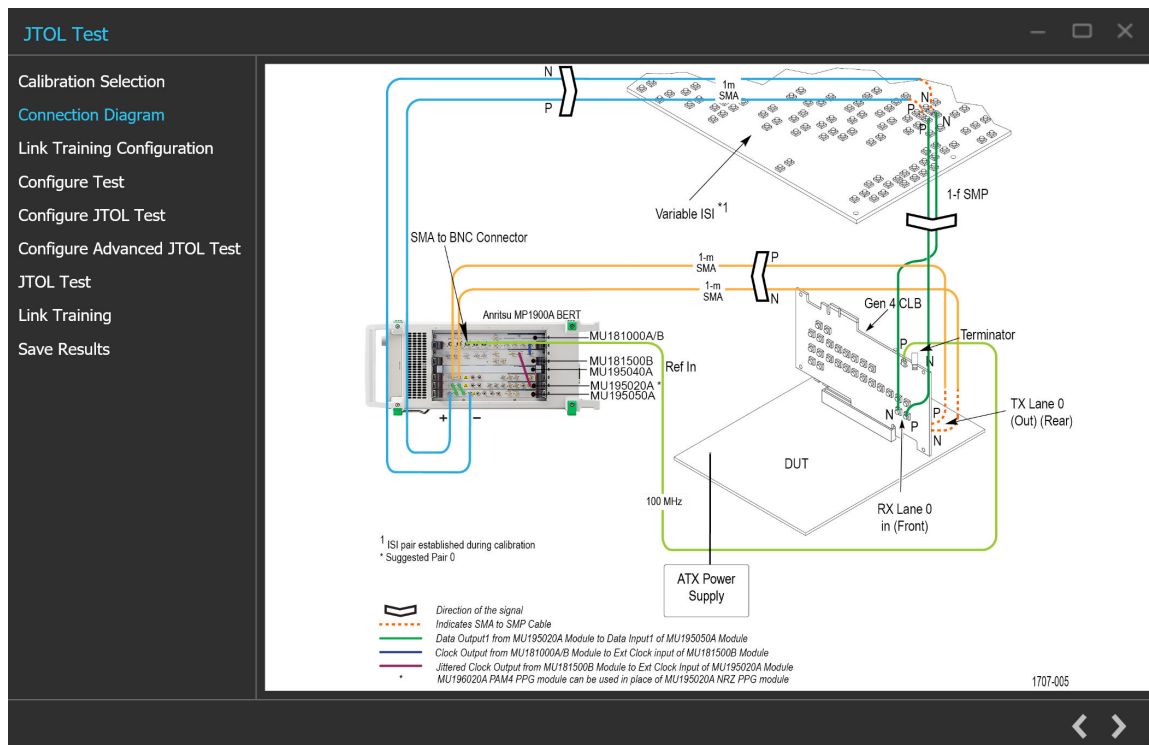 JTOL Test
Calibration Selection
Connection Diagram
Link Training Configuration
Configure Test
Configure JTOL Test
Configure Advanced JTOL Test
JTOL Test
Link Training
Save Results
N
P
1m
SMA
N
P
N
P
Variable ISI *1
1-f SMP
SMA to BNC Connector
1-m
SMA
P
1-m
SMA
N
Gen 4 CLB
Terminator
P
N
Anritsu MP1900A BERT
MU181000A/B
MU181500B
MU195040A
MU195020A *
MU195050A
Ref In
+
−
N
P
P
N
TX Lane 0
(Out) (Rear)
DUT
RX Lane 0
in (Front)
100 MHz
1 ISI pair established during calibration
* Suggested Pair 0
ATX Power
Supply
Direction of the signal
Indicates SMA to SMP Cable
Data Output1 from MU195020A Module to Data Input1 of MU195050A Module
Clock Output from MU181000A/B Module to Ext Clock input of MU181500B Module
Jittered Clock Output from MU181500B Module to Ext Clock Input of MU195020A Module
* MU196020A PAM4 PPG module can be used in place of MU195020A NRZ PPG module
1707-005